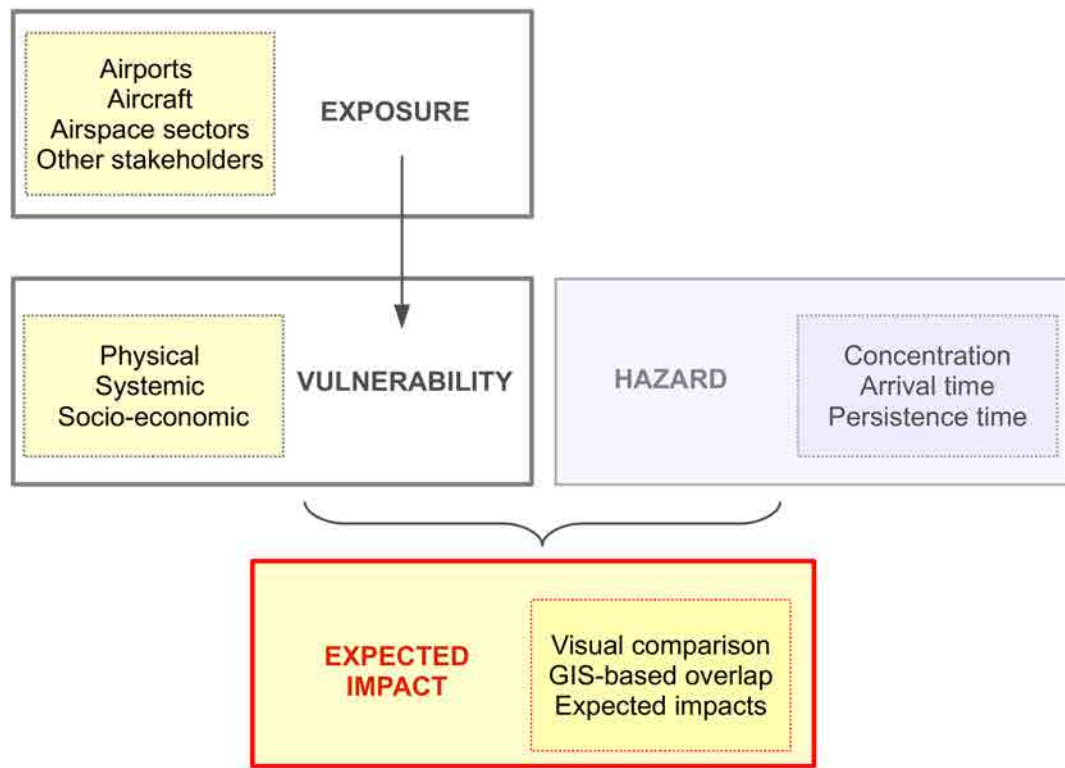 Airports
Aircraft
Airspace sectors
Other stakeholders
EXPOSURE
Physical
Systemic
Socio-economic
VULNERABILITY
HAZARD
Concentration
Arrival time
Persistence time
EXPECTED
IMPACT
Visual comparison
GIS-based overlap
Expected impacts